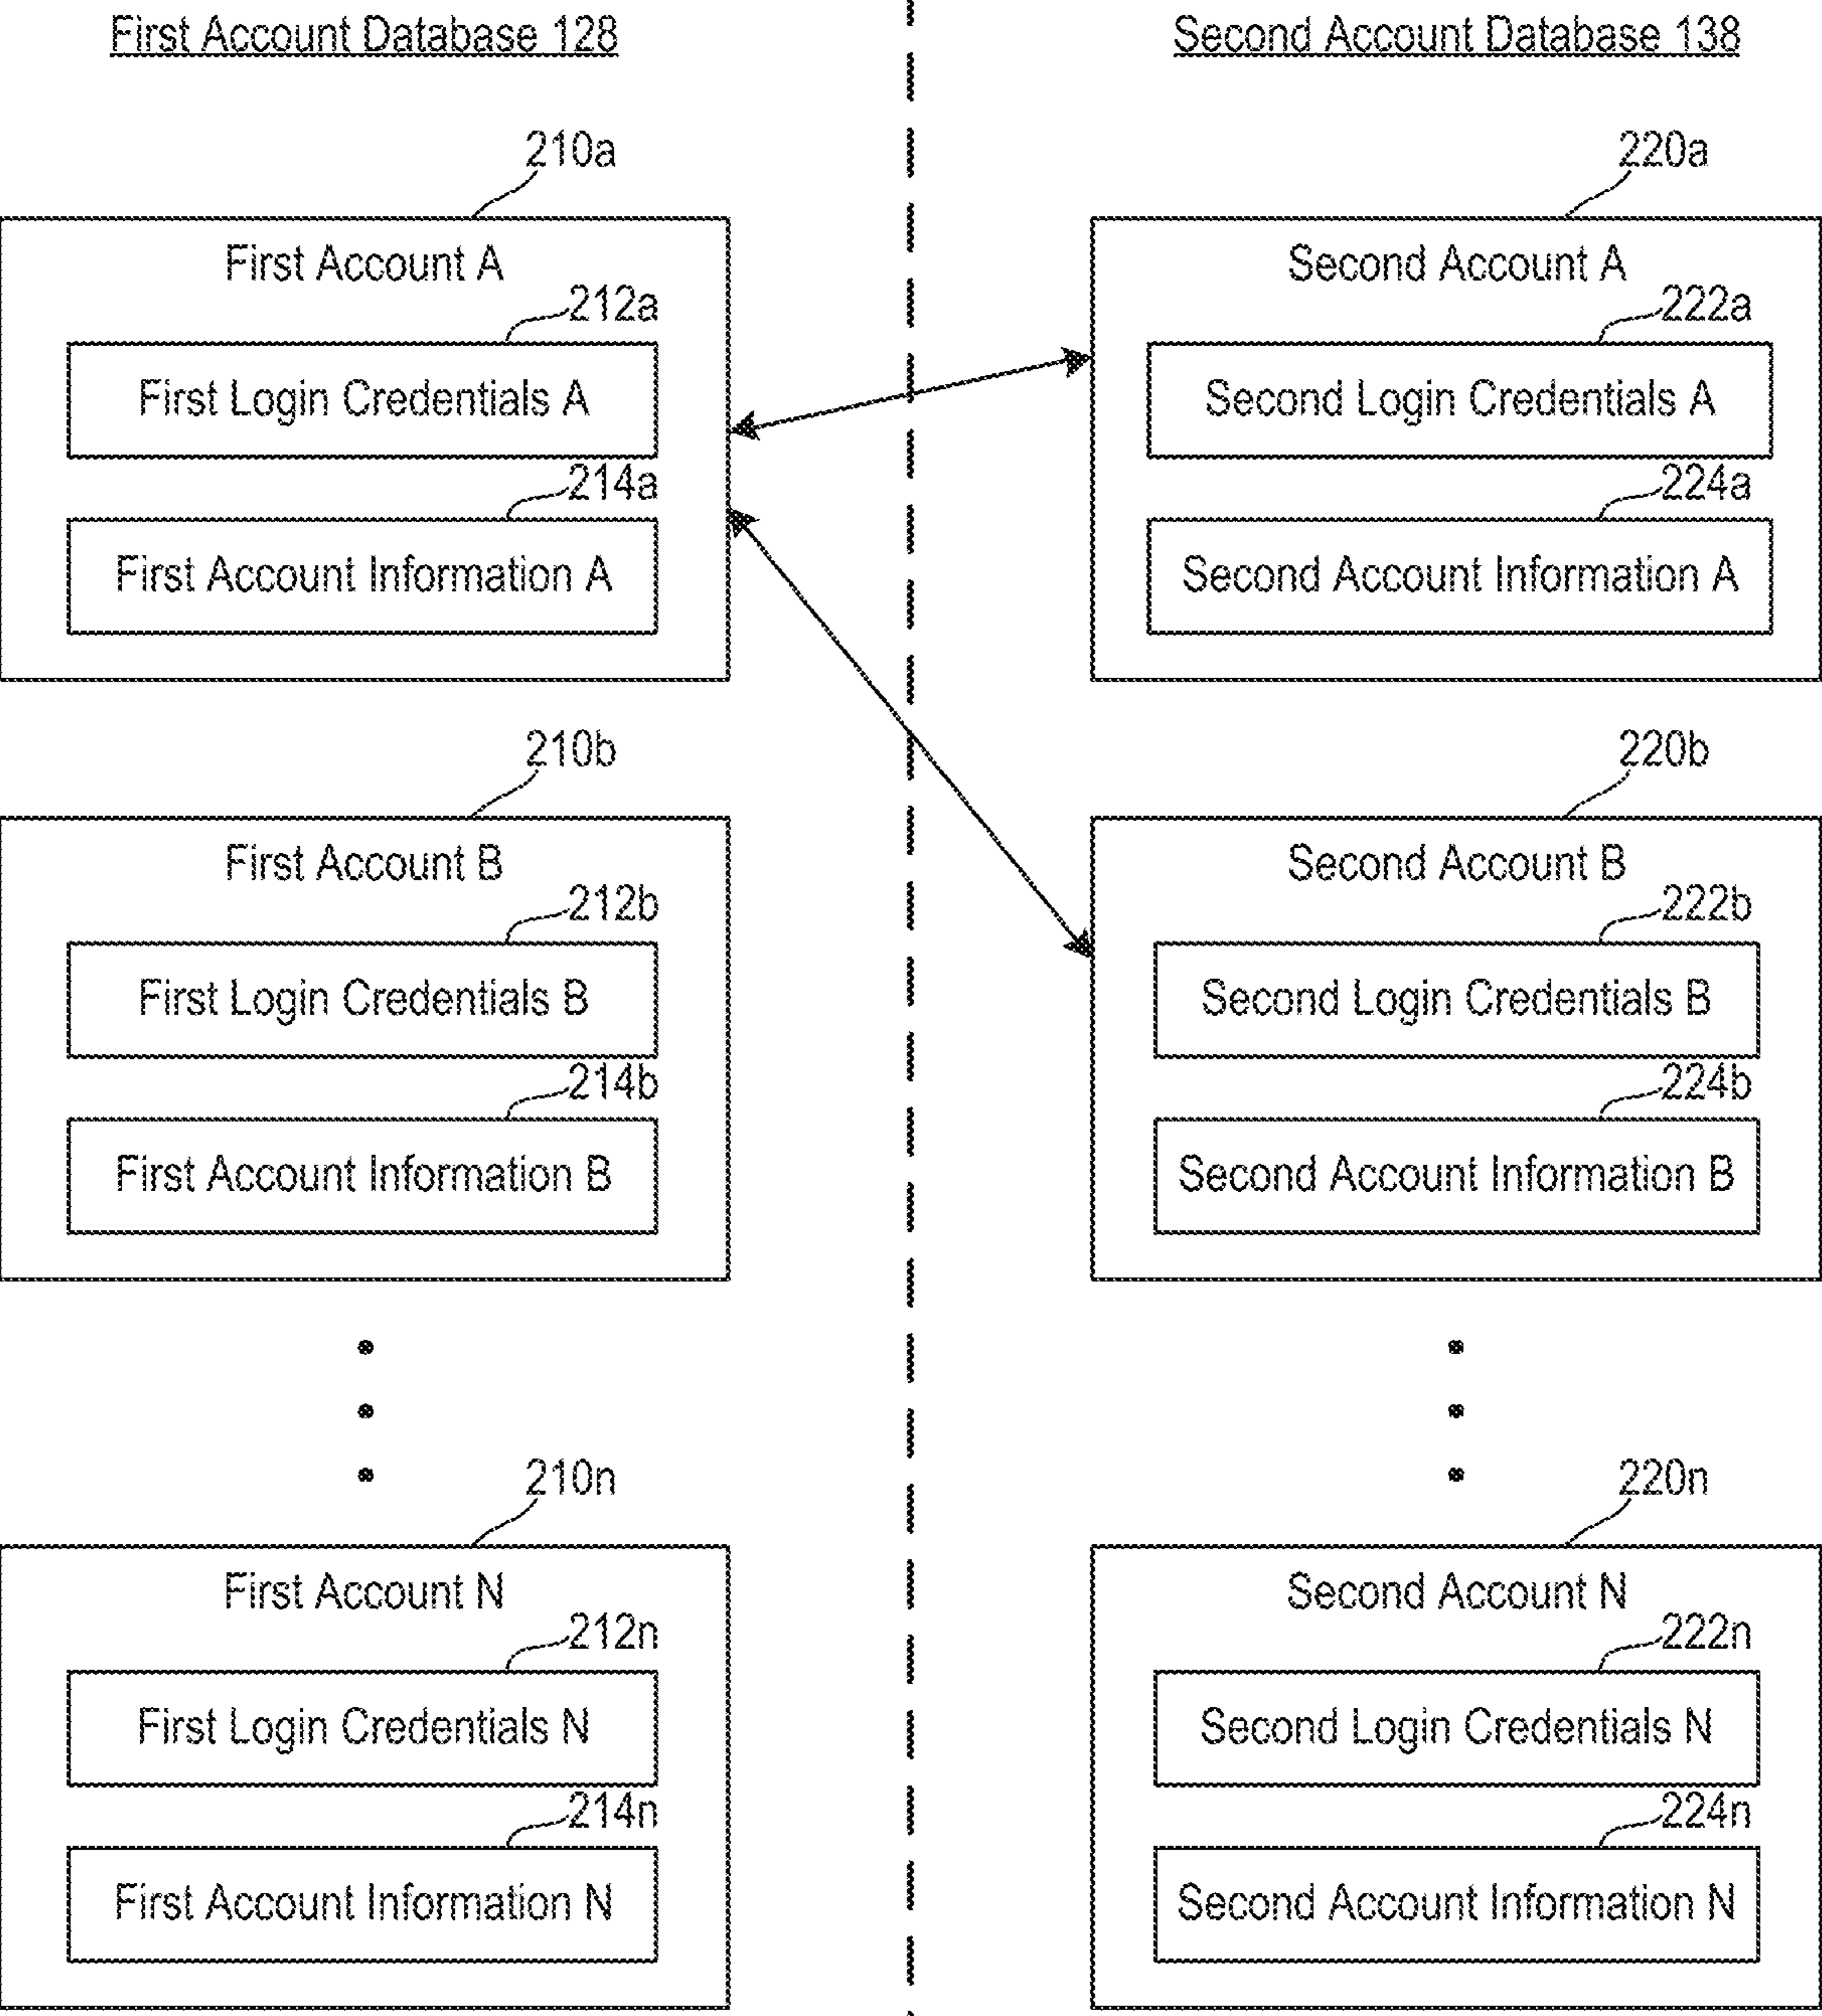 First Account Database 128
210a
First Account A
212a
First Login Credentials A
214a
First Account Information A
210b
First Account B
212b
First Login Credentials B
214b
First Account Information B
210n
First Account N
212n
First Login Credentials N
214n
First Account Information N
Second Account Database 138
220a
Second Account A
222a
Second Login Credentials A
224a
Second Account Information A
220b
Second Account B
222b
Second Login Credentials B
224b
Second Account Information B
220n
Second Account N
222n
Second Login Credentials N
224n
Second Account Information N